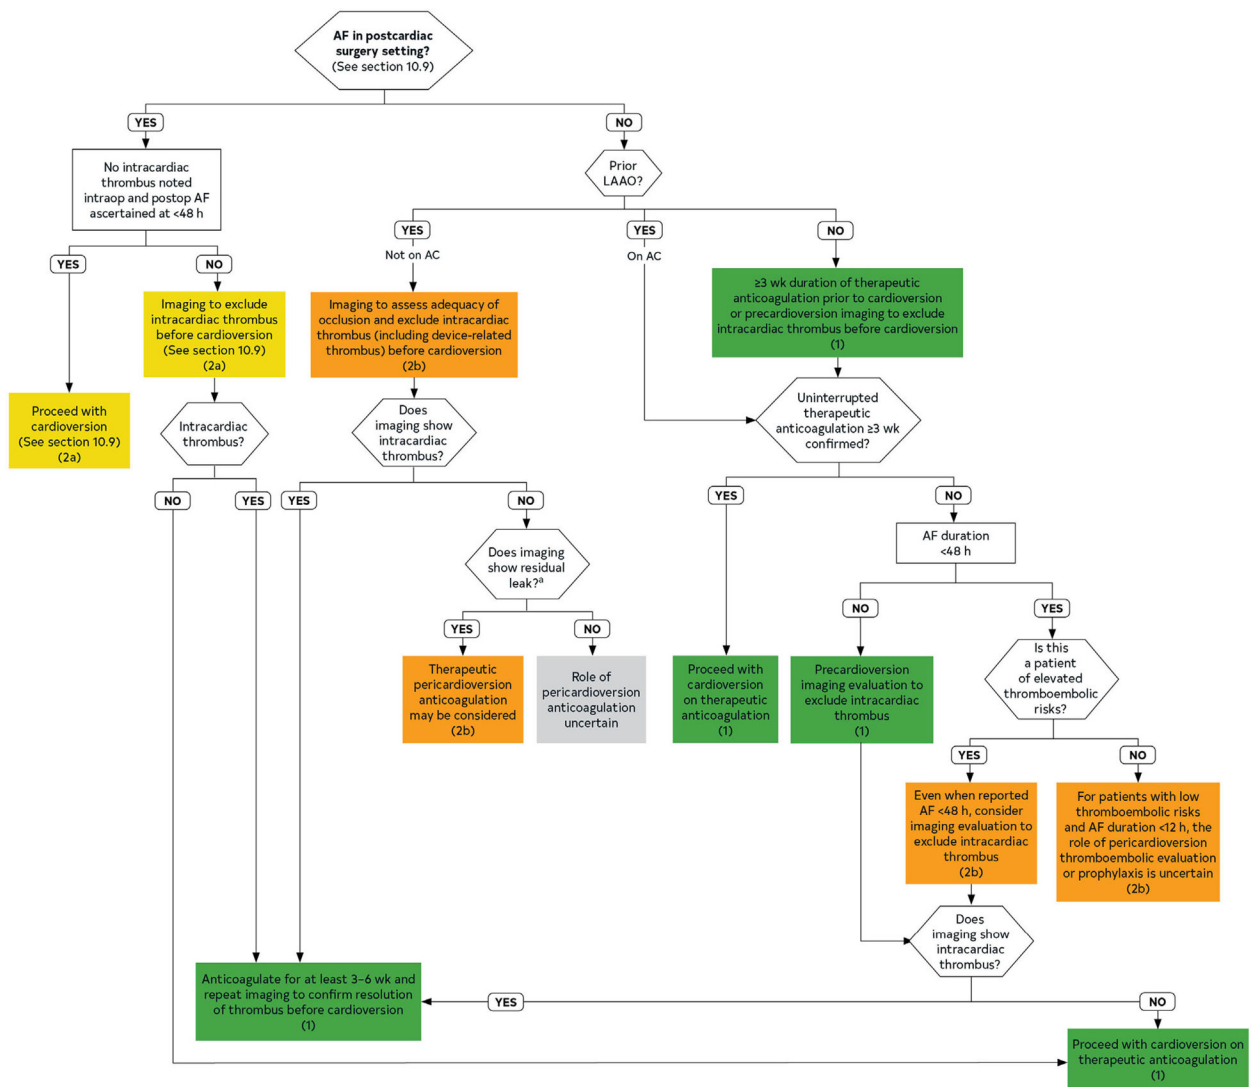 AF in postcardiac
surgery setting?
(See section 10.9)
YES
NO
No intracardiac
thrombus noted
intraop and postop AF
ascertained at <48 h
Prior
LAAO?
YES
NO
YES
Not on AC
YES
On AC
NO
Imaging to exclude
intracardiac thrombus
before cardioversion
(See section 10.9)
(2a)
Imaging to assess adequacy of
occlusion and exclude intracardiac
thrombus (including device-related
thrombus) before cardioversion
(2b)
≥3 wk duration of therapeutic
anticoagulation prior to cardioversion
or precardioversion imaging to exclude
intracardiac thrombus before cardioversion
(1)
Proceed with
cardioversion
(See section 10.9)
(2a)
Intracardiac
thrombus?
Does
imaging show
intracardiac
thrombus?
Uninterrupted
therapeutic
anticoagulation ≥3 wk
confirmed?
NO
YES
YES
NO
YES
NO
Does imaging
show residual
leak?a
AF duration
<48 h
YES
NO
NO
YES
Therapeutic
pericardioversion
anticoagulation
may be considered
(2b)
Role of
pericardioversion
anticoagulation
uncertain
Proceed with
cardioversion
on therapeutic
anticoagulation
(1)
Precardioversion
imaging evaluation to
exclude intracardiac
thrombus
(1)
Is this
a patient
of elevated
thromboembolic
risks?
YES
NO
Even when reported
AF <48 h, consider
imaging evaluation to
exclude intracardiac
thrombus
(2b)
For patients with low
thromboembolic risks
and AF duration <12 h, the
role of pericardioversion
thromboembolic evaluation
or prophylaxis is uncertain
(2b)
Does
imaging show
intracardiac
thrombus?
Anticoagulate for at least 3–6 wk and
repeat imaging to confirm resolution
of thrombus before cardioversion
(1)
YES
NO
Proceed with cardioversion on
therapeutic anticoagulation
(1)